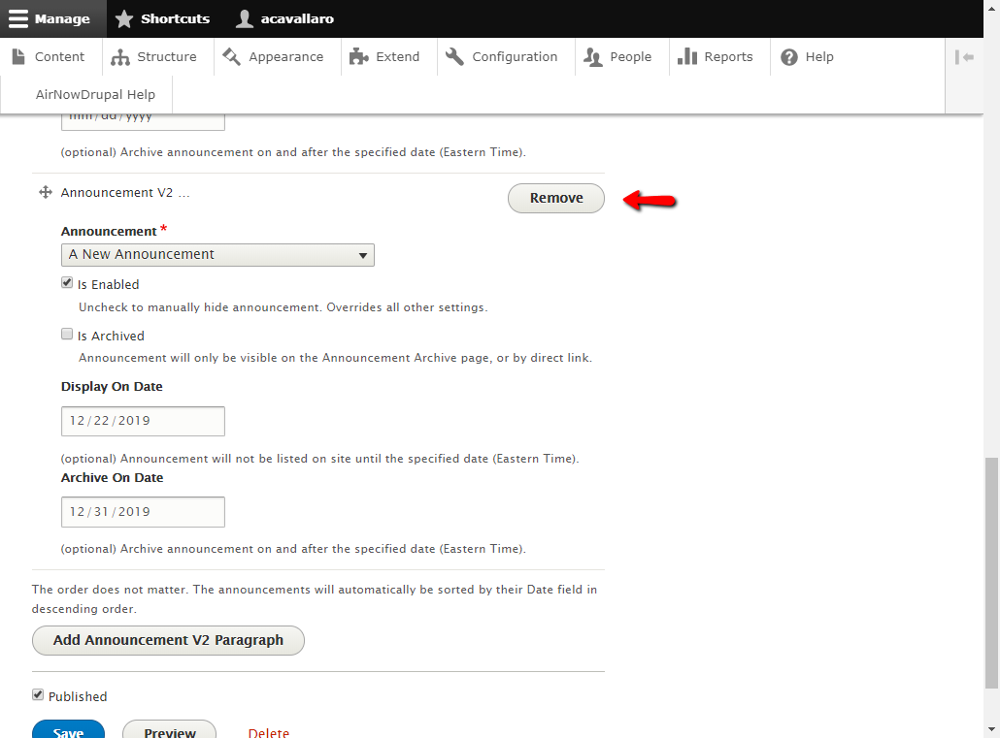 Manage Shortcuts acavallaro
Content Structure Appearance Extend Configuration People Reports Help
AirNowDrupal Help
mm/dd/yyyy
(optional) Archive announcement on and after the specified date (Eastern Time).
Announcement V2 ... Remove
Announcement *
A New Announcement
Is Enabled
Uncheck to manually hide announcement. Overrides all other settings.
Is Archived
Announcement will only be visible on the Announcement Archive page, or by direct link.
Display On Date
12/22/2019
(optional) Announcement will not be listed on site until the specified date (Eastern Time).
Archive On Date
12/31/2019
(optional) Archive announcement on and after the specified date (Eastern Time).
The order does not matter. The announcements will automatically be sorted by their Date field in
descending order.
Add Announcement V2 Paragraph
Published
Save Preview Delete